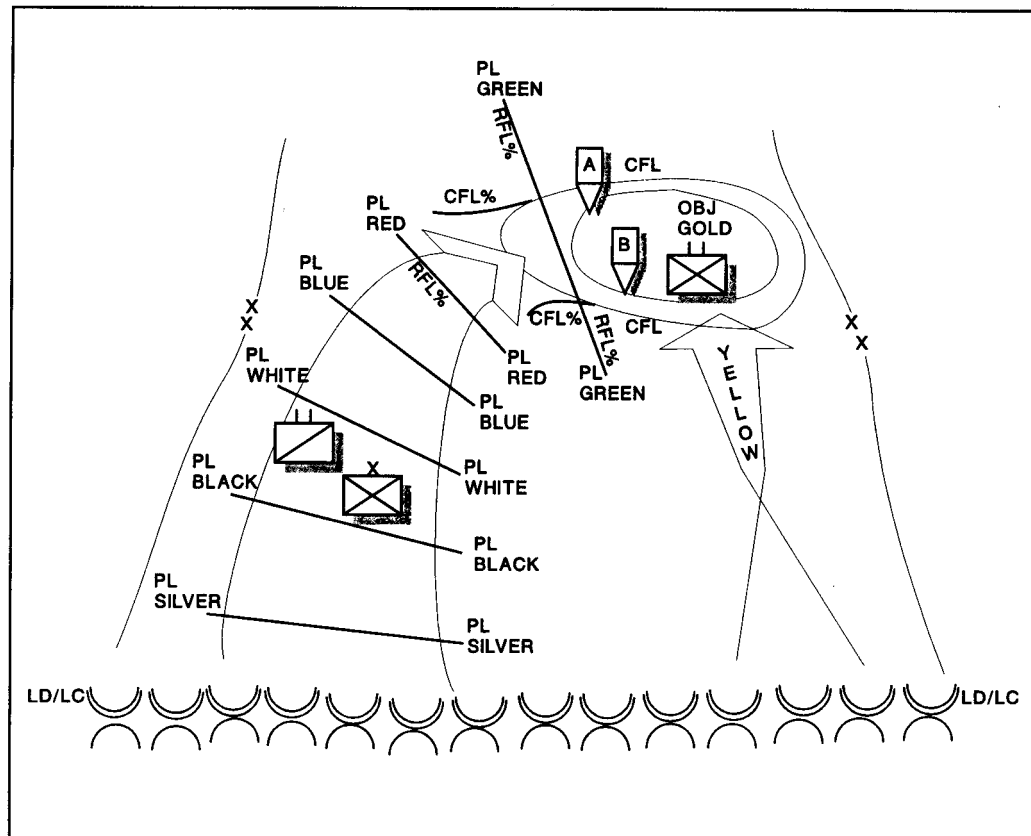 PL
GREEN
RFL%
A
CFL
CFL%
PL
RED
OBJ
GOLD
B
RFL%
PL
BLUE
CFL%
CFL
RFL%
X
X
X
X
PL
RED
PL
GREEN
YELLOW
PL
WHITE
PL
BLUE
PL
BLACK
X
PL
WHITE
PL
BLACK
PL
SILVER
PL
SILVER
LD/LC
LD/LC